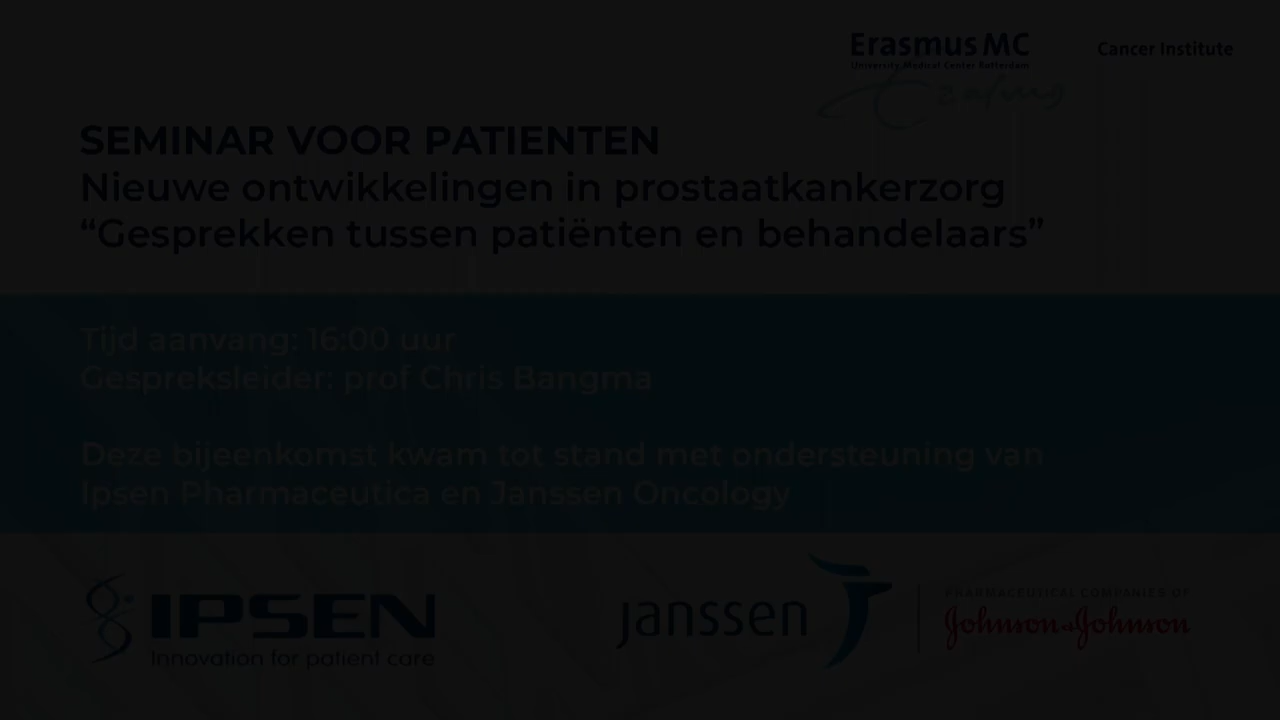 Erasmus MC
University Medical Center Rotterdam
Cancer Institute
SEMINAR VOOR PATIENTEN
Nieuwe ontwikkelingen in prostaatkankerzorg
“Gesprekken tussen patiënten en behandelaars”
Tijd aanvang: 16:00 uur
Gespreksleider: prof Chris Bangma
Deze bijeenkomst kwam tot stand met ondersteuning van
Ipsen Pharmaceutica en Janssen Oncology
IPSEN
Innovation for patient care
janssen
PHARMACEUTICAL COMPANIES OF
Johnson & Johnson